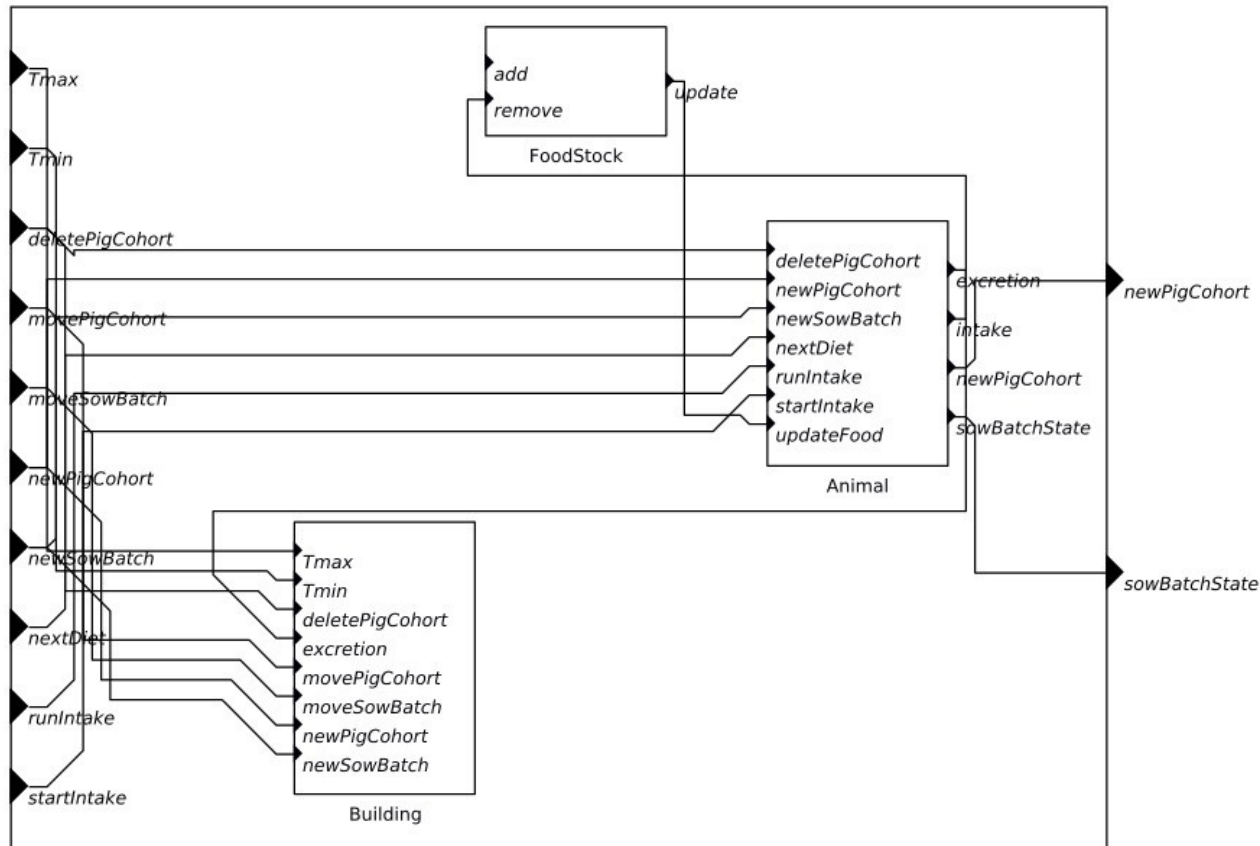 Tmax
Tmin
deletePigCohort
movePigCohort
moveSowBatch
newPigCohort
newSowBatch
nextDiet
runIntake
startIntake
add
remove
update
FoodStock
deletePigCohort
newPigCohort
newSowBatch
nextDiet
runIntake
startIntake
updateFood
excretion
intake
newPigCohort
sowBatchState
Animal
Tmax
Tmin
deletePigCohort
excretion
movePigCohort
moveSowBatch
newPigCohort
newSowBatch
Building
newPigCohort
sowBatchState